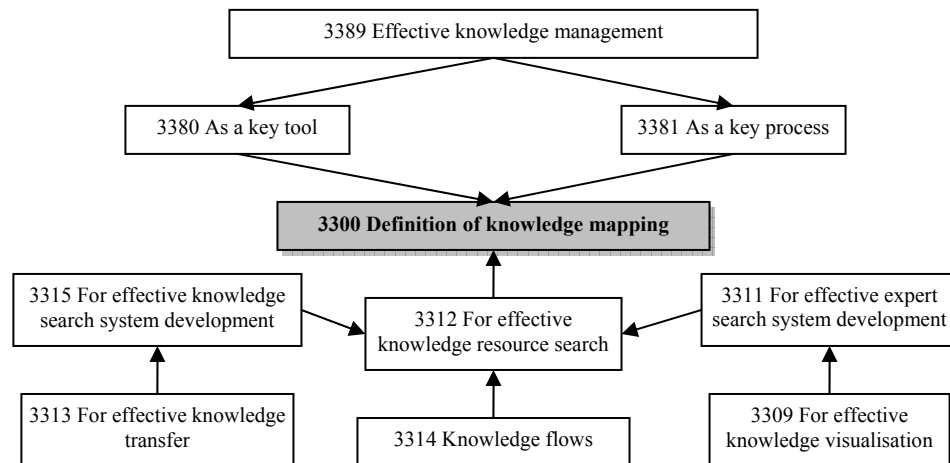 3389 Effective knowledge management
3380 As a key tool
3381 As a key process
3300 Definition of knowledge mapping
3315 For effective knowledge
search system development
3312 For effective
knowledge resource search
3311 For effective expert
search system development
3313 For effective knowledge
transfer
3314 Knowledge flows
3309 For effective
knowledge visualisation